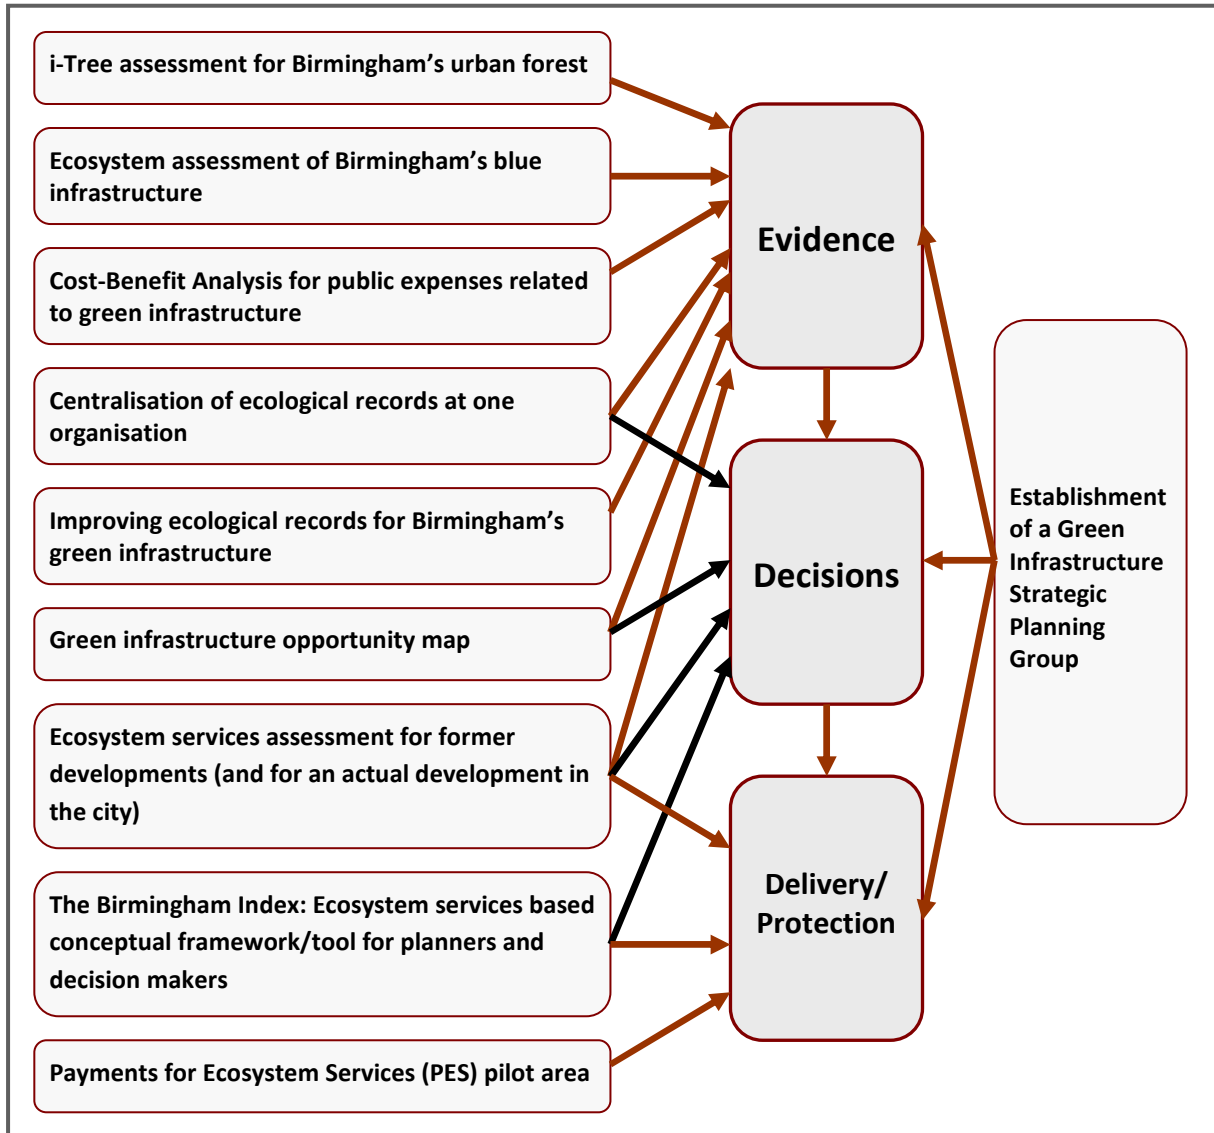 i-Tree assessment for Birmingham’s urban forest
Ecosystem assessment of Birmingham’s blue
infrastructure
Cost-Benefit Analysis for public expenses related
to green infrastructure
Centralisation of ecological records at one
organisation
Improving ecological records for Birmingham’s
green infrastructure
Green infrastructure opportunity map
Ecosystem services assessment for former
developments (and for an actual development in
the city)
The Birmingham Index: Ecosystem services based
conceptual framework/tool for planners and
decision makers
Payments for Ecosystem Services (PES) pilot area
Evidence
Decisions
Delivery/
Protection
Establishment
of a Green
Infrastructure
Strategic
Planning
Group